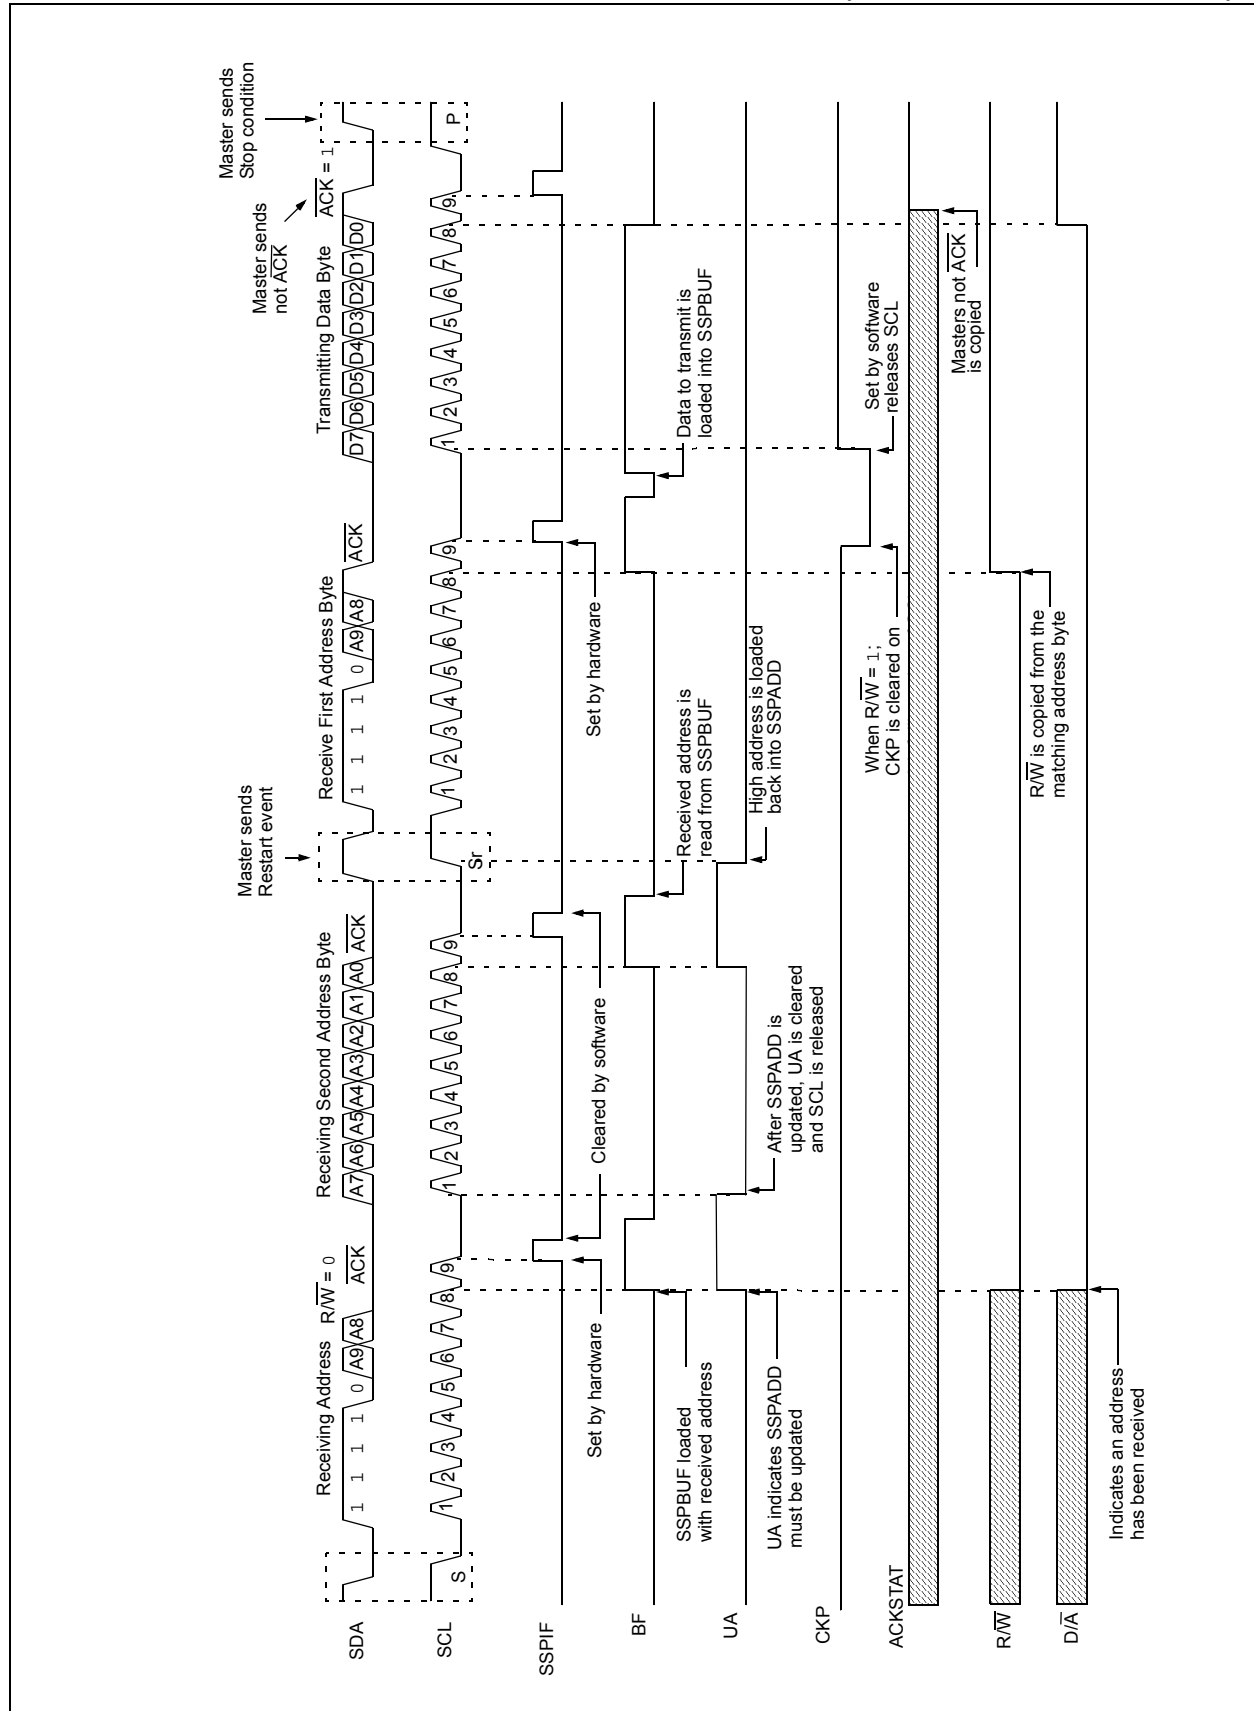 Master sends
Stop condition
Master sends
not A̅C̅K̅
A̅C̅K̅ = 1
Master sends
Restart event
Receiving Address
R/W̅ = 0
A̅C̅K̅
Receiving Second Address Byte
A̅C̅K̅
Receive First Address Byte
A̅C̅K̅
Transmitting Data Byte
SDA
1 1 1 1 0 A9 A8
A7 A6 A5 A4 A3 A2 A1 A0
1 1 1 1 0 A9 A8
D7 D6 D5 D4 D3 D2 D1 D0
SCL
S
1 2 3 4 5 6 7 8 9
1 2 3 4 5 6 7 8 9
Sr
1 2 3 4 5 6 7 8 9
1 2 3 4 5 6 7 8 9
P
SSPIF
Set by hardware
Cleared by software
Set by hardware
BF
SSPBUF loaded
with received address
Received address is
read from SSPBUF
Data to transmit is
loaded into SSPBUF
UA
UA indicates SSPADD
must be updated
After SSPADD is
updated, UA is cleared
and SCL is released
High address is loaded
back into SSPADD
CKP
When R/W̅ = 1;
CKP is cleared on
Set by software
releases SCL
ACKSTAT
Masters not A̅C̅K̅
is copied
R/W̅
R/W̅ is copied from the
matching address byte
D/A̅
Indicates an address
has been received